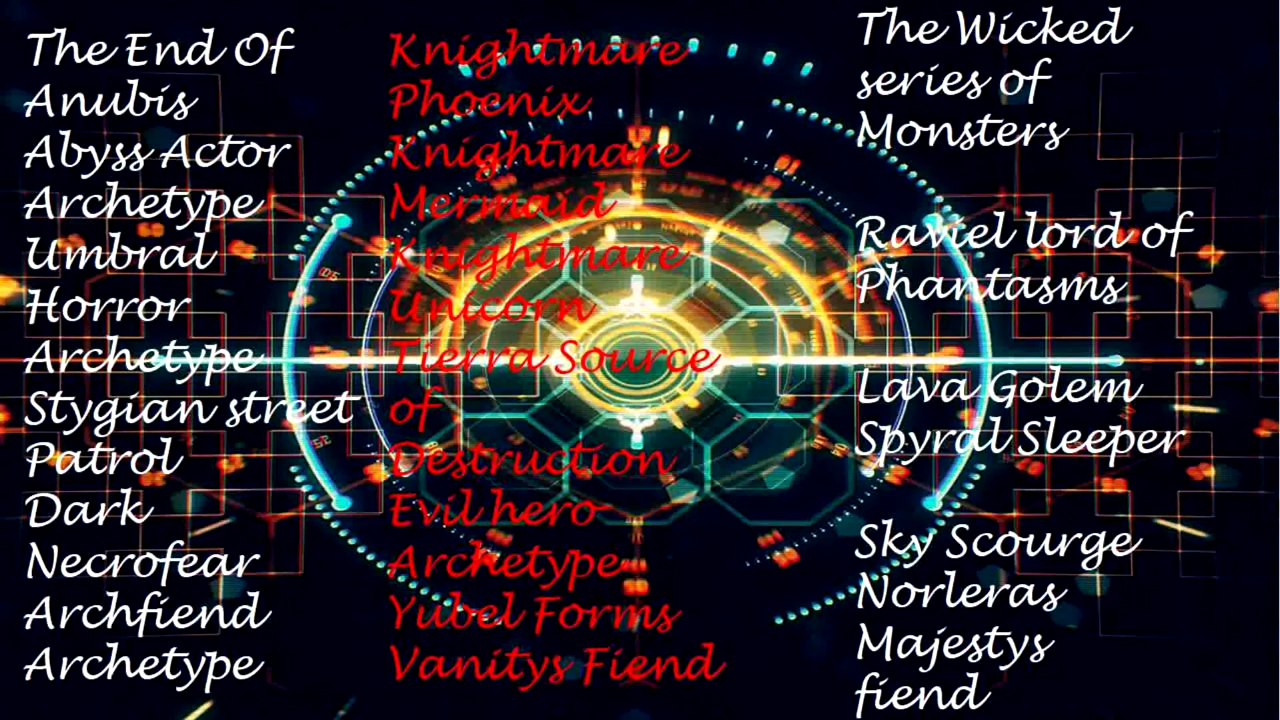 The End Of
Anubis
Abyss Actor
Archetype
Umbral
Horror
Archetype
Stygian street
Patrol
Dark
Necrofear
Archfiend
Archetype
Knightmare
Phoenix
Knightmare
Mermaid
Knightmare
Unicorn
Tierra Source
of
Destruction
Evil hero
Archetype
Yubel Forms
Vanitys Fiend
The Wicked
series of
Monsters
Raviel lord of
Phantasms
Lava Golem
Spyral Sleeper
Sky Scourge
Norleras
Majestys
fiend